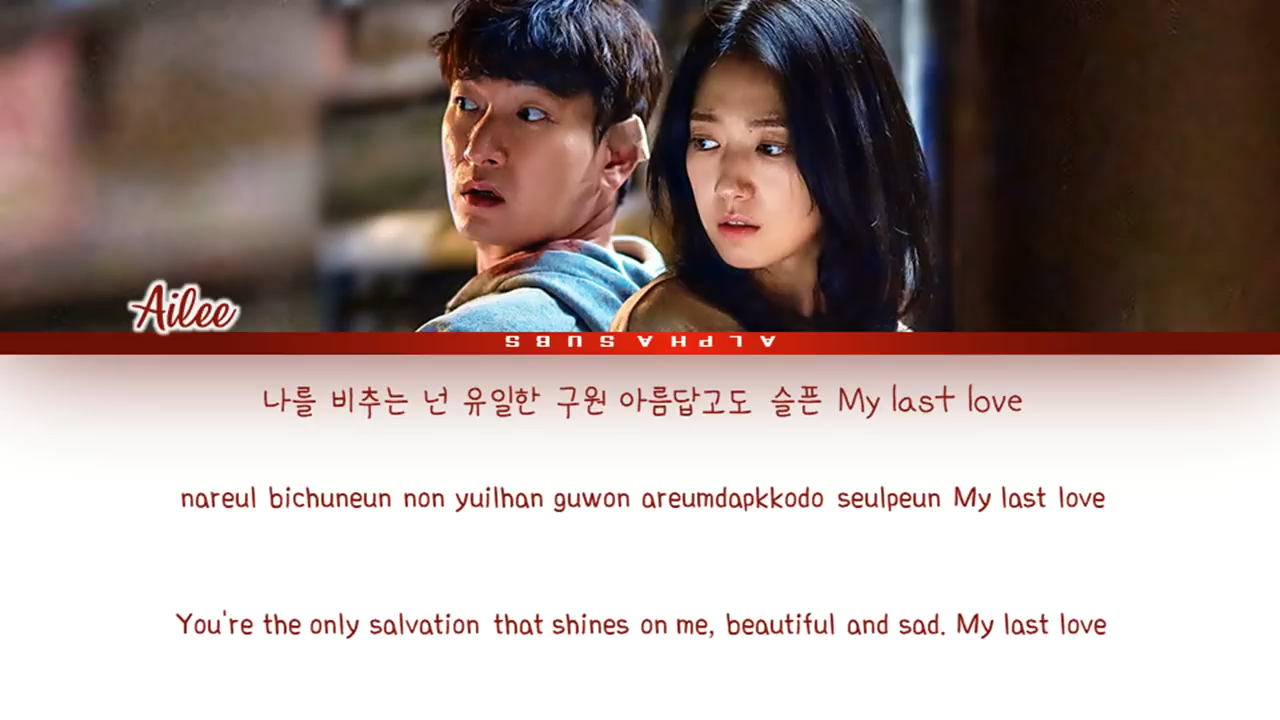 Ailee
ALPHASUBS
나를 비추는 넌 유일한 구원 아름답고도 슬픈 My last love
nareul bichuneun non yuilhan guwon areumdapkkodo seulpeun My last love
You're the only salvation that shines on me, beautiful and sad. My last love